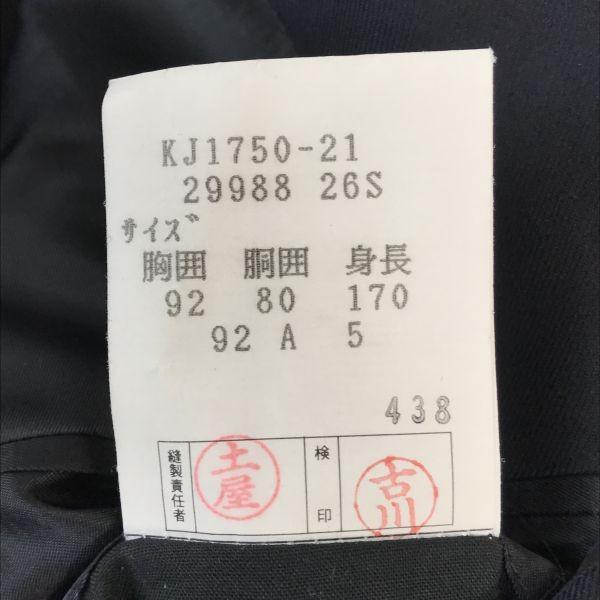 KJ1750-21
29988 26S
サイズ
胸囲 胴囲 身長
92 80 170
92 A 5
438
縫製責任者 土屋 検印 古川